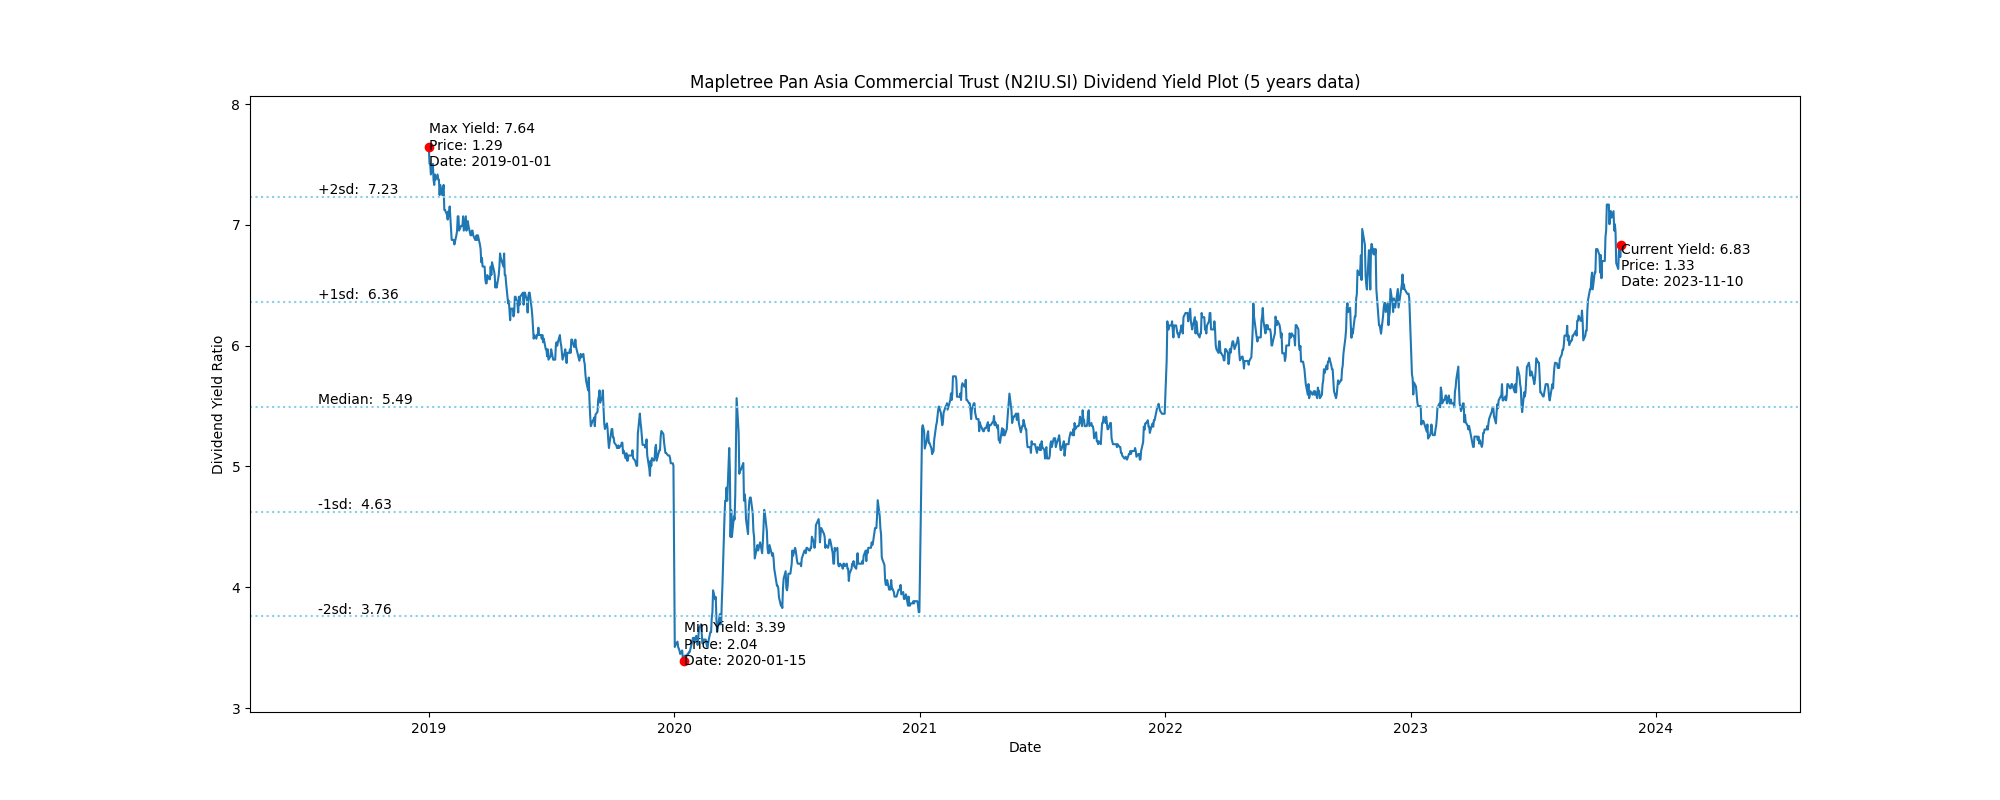 Mapletree Pan Asia Commercial Trust (N2IU.SI) Dividend Yield Plot (5 years data)
8
7
6
5
4
3
Dividend Yield Ratio
Max Yield: 7.64
Price: 1.29
Date: 2019-01-01
+2sd:  7.23
Current Yield: 6.83
Price: 1.33
Date: 2023-11-10
+1sd:  6.36
Median:  5.49
-1sd:  4.63
-2sd:  3.76
Min Yield: 3.39
Price: 2.04
Date: 2020-01-15
2019
2020
2021
2022
2023
2024
Date